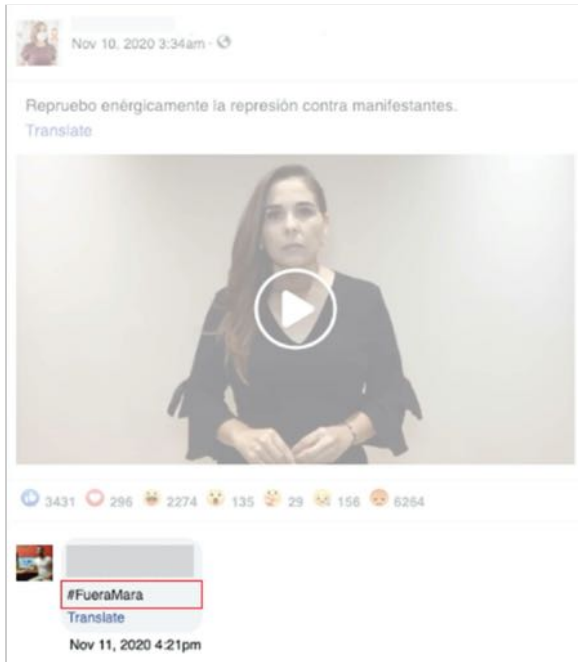 Nov 10, 2020 3:34am ·
Repruebo enérgicamente la represión contra manifestantes.
Translate
3431 296 2274 135 29 156 6264
#FueraMara
Translate
Nov 11, 2020 4:21pm